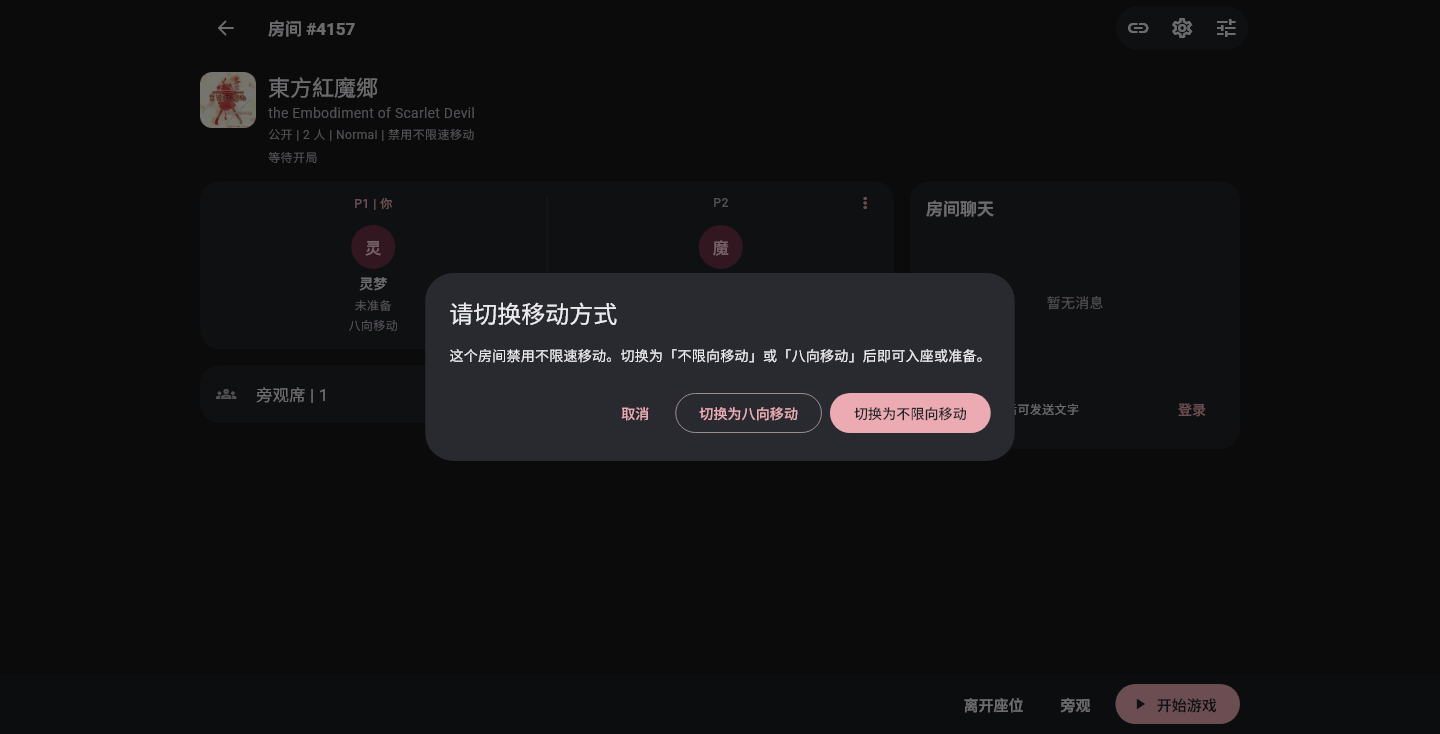 房间 #4157
東方紅魔郷
the Embodiment of Scarlet Devil
公开 | 2 人 | Normal | 禁用不限速移动
等待开局
P1 | 你
P2
灵
魔
灵梦
未准备
八向移动
旁观席 | 1
房间聊天
暂无消息
可发送文字
登录
请切换移动方式
这个房间禁用不限速移动。切换为「不限向移动」或「八向移动」后即可入座或准备。
取消
切换为八向移动
切换为不限向移动
离开座位
旁观
开始游戏